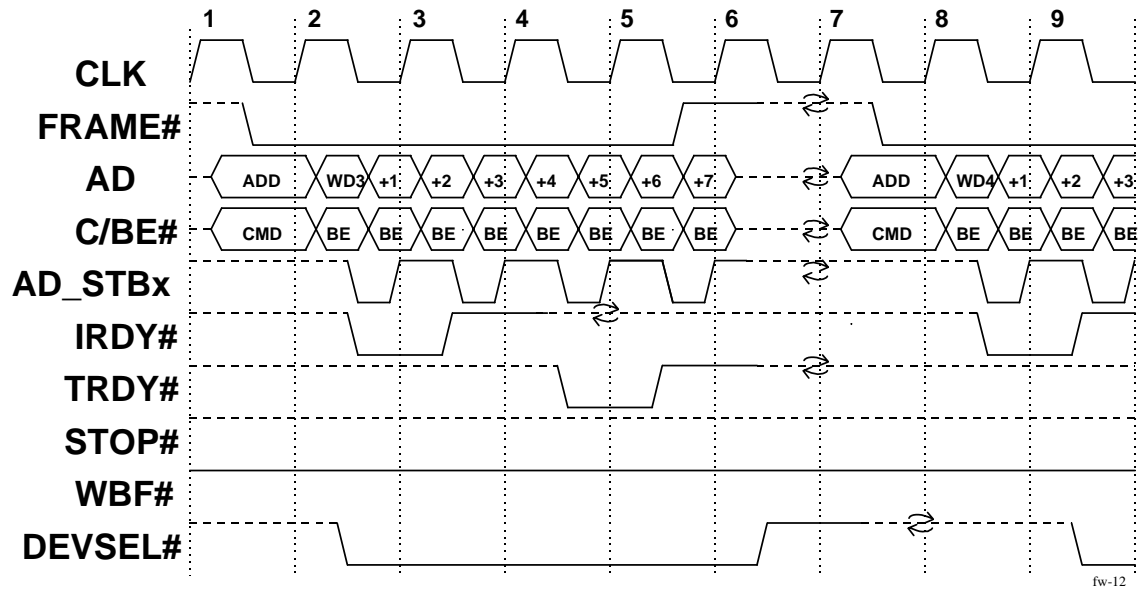 1 2 3 4 5 6 7 8 9
CLK
FRAME#
AD ADD WD3 +1 +2 +3 +4 +5 +6 +7 ADD WD4 +1 +2 +3
C/BE# CMD BE BE BE BE BE BE BE BE CMD BE BE BE BE
AD_STBx
IRDY#
TRDY#
STOP#
WBF#
DEVSEL#
fw-12